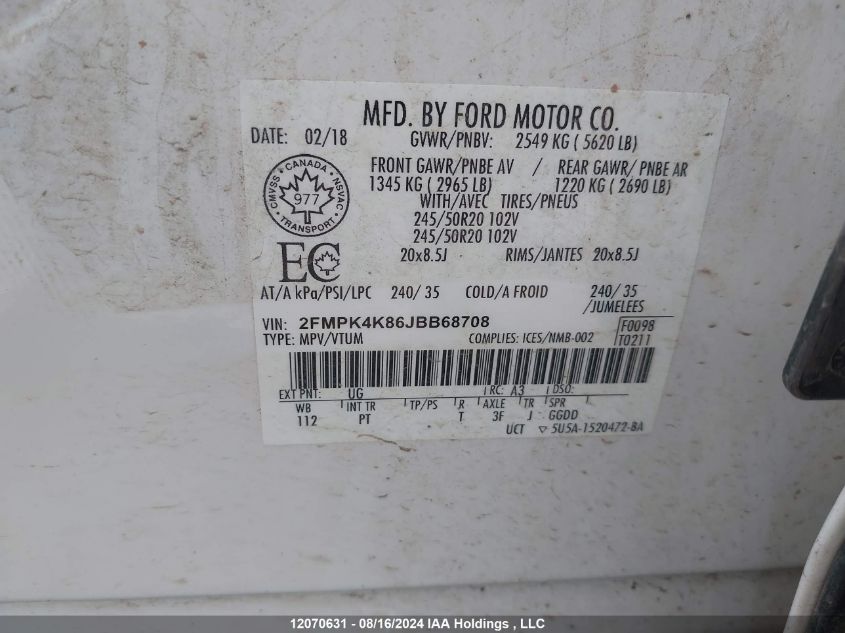 MFD. BY FORD MOTOR CO.
DATE: 02/18 GVWR/PNBV: 2549 KG ( 5620 LB)
FRONT GAWR/PNBE AV / REAR GAWR/ PNBE AR
1345 KG ( 2965 LB) 1220 KG ( 2690 LB)
WITH/AVEC TIRES/PNEUS
245/50R20 102V
245/50R20 102V
20x8.5J RIMS/JANTES 20x8.5J
CANADA
CMVSS NSVAC
977
TRANSPORT
EC
AT/A kPa/PSI/LPC 240/ 35 COLD/A FROID 240/ 35
/JUMELEES
VIN: 2FMPK4K86JBB68708 F0098
TYPE: MPV/VTUM COMPLIES: ICES/NMB-002 T0211
EXT PNT: UG RC: A3 DSO:
WB INT TR TP/PS R AXLE TR SPR
112 PT T 3F J GGDD
UCT ▽ 5U5A-1520472-BA
12070631 - 08/16/2024 IAA Holdings , LLC